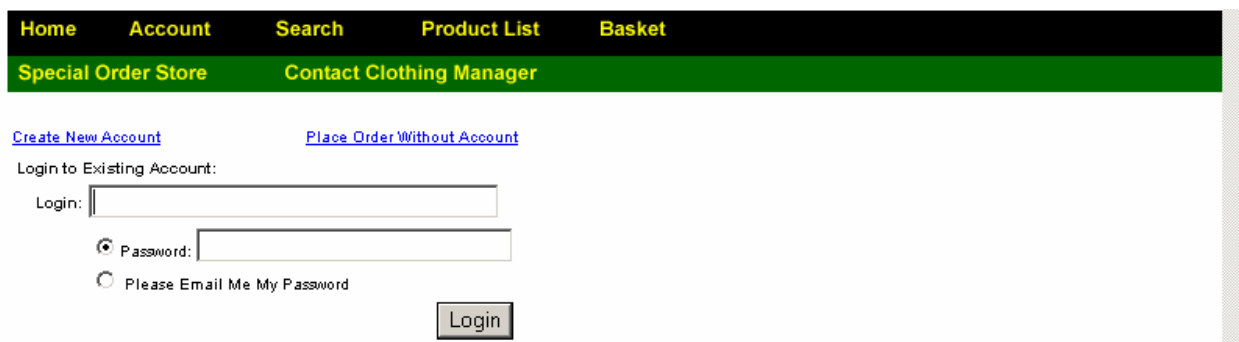 Home Account Search Product List Basket
Special Order Store Contact Clothing Manager
Create New Account Place Order Without Account
Login to Existing Account:
Login:
Password:
Please Email Me My Password
Login